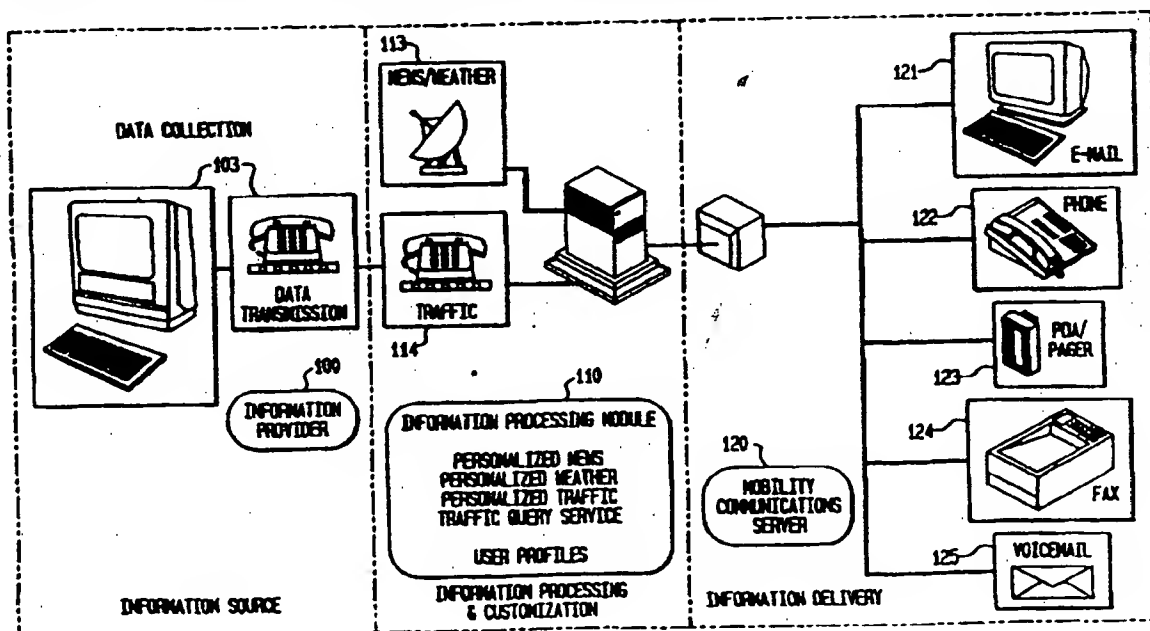 DATA COLLECTION
103
DATA
TRANSMISSION
100
INFORMATION
PROVIDER
INFORMATION SOURCE
113
NEWS/WEATHER
TRAFFIC
114
110
INFORMATION PROCESSING MODULE
PERSONALIZED NEWS
PERSONALIZED WEATHER
PERSONALIZED TRAFFIC
TRAFFIC QUERY SERVICE
USER PROFILES
INFORMATION PROCESSING
& CUSTOMIZATION
120
MOBILITY
COMMUNICATIONS
SERVER
INFORMATION DELIVERY
121
E-MAIL
122
PHONE
PDA/
PAGER
123
124
FAX
125
VOICEMAIL